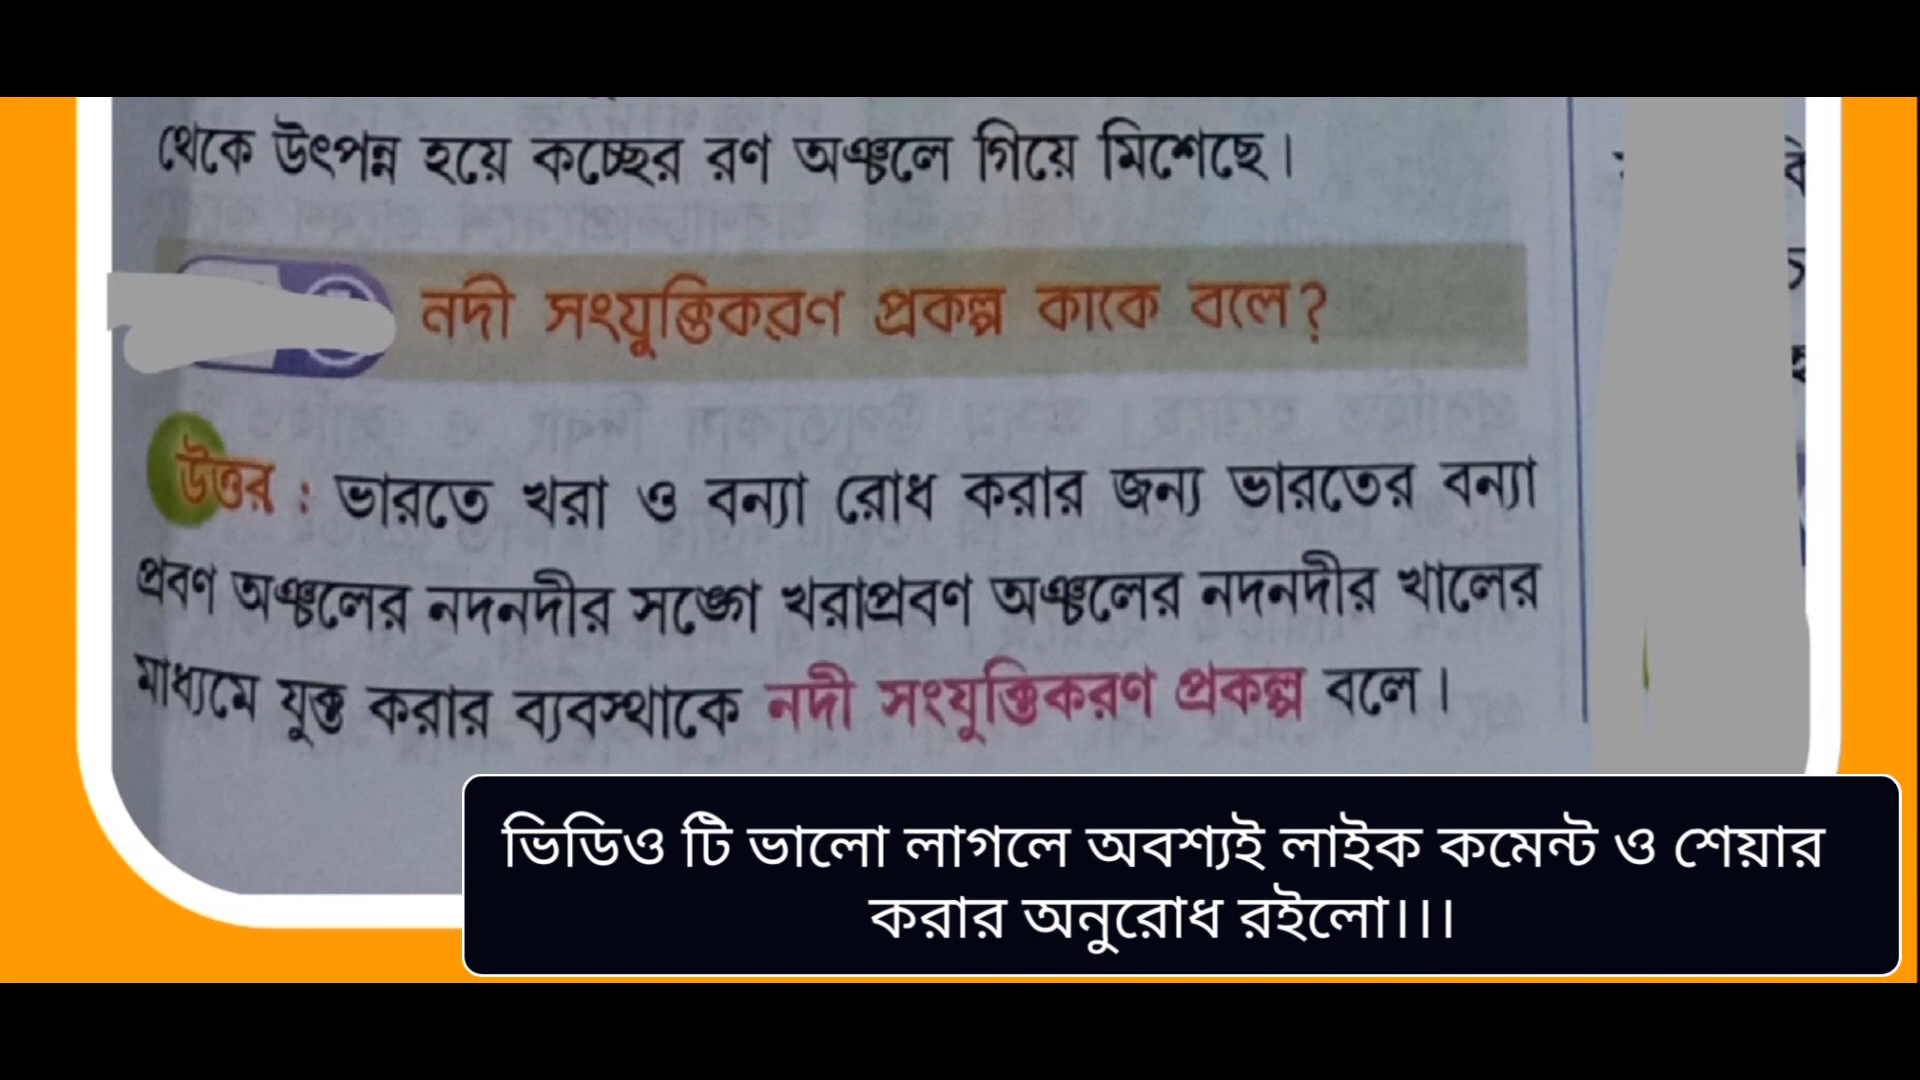 থেকে উৎপন্ন হয়ে কচ্ছের রণ অঞ্চলে গিয়ে মিশেছে।
নদী সংযুক্তিকরণ প্রকল্প কাকে বলে?
উত্তর : ভারতে খরা ও বন্যা রোধ করার জন্য ভারতের বন্যা
প্রবণ অঞ্চলের নদনদীর সঙ্গে খরাপ্রবণ অঞ্চলের নদনদীর খালের
মাধ্যমে যুক্ত করার ব্যবস্থাকে নদী সংযুক্তিকরণ প্রকল্প বলে।
ভিডিও টি ভালো লাগলে অবশ্যই লাইক কমেন্ট ও শেয়ার
করার অনুরোধ রইলো।।।